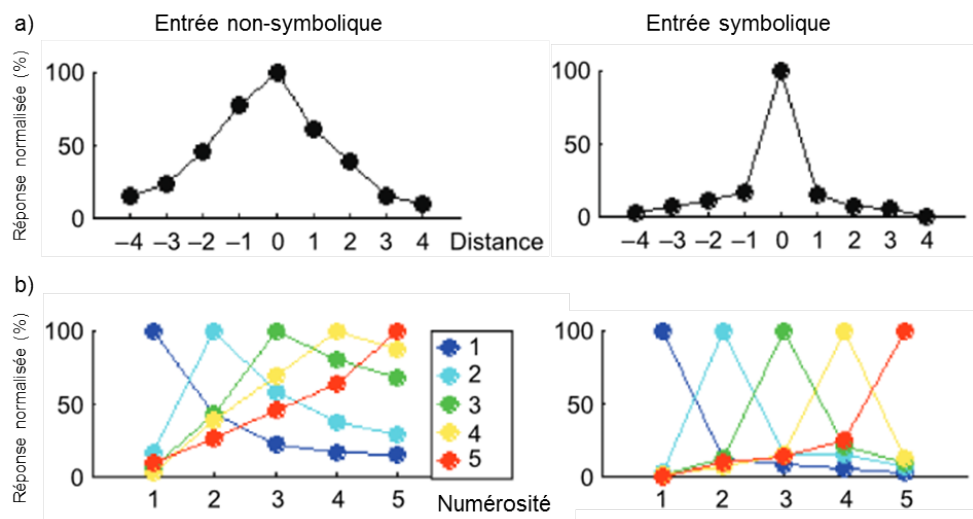 a) Entrée non-symbolique Entrée symbolique
Réponse normalisée (%)
100
50
0
–4 –3 –2 –1 0 1 2 3 4 Distance
100
50
0
–4 –3 –2 –1 0 1 2 3 4
b)
Réponse normalisée (%)
100
50
0
1 2 3 4 5 Numérosité
1
2
3
4
5
100
50
0
1 2 3 4 5